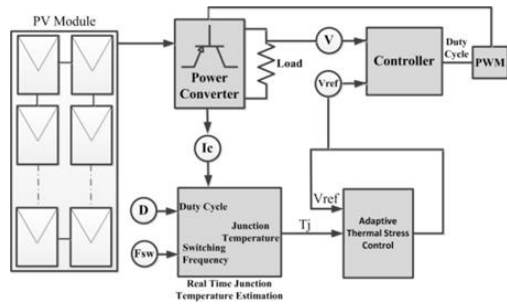 PV Module
Power
Converter
Load
V
Controller
Duty
Cycle
PWM
Vref
Ic
D
Fsw
Duty Cycle
Junction
Temperature
Switching
Frequency
Tj
Vref
Adaptive
Thermal Stress
Control
Real Time Junction
Temperature Estimation